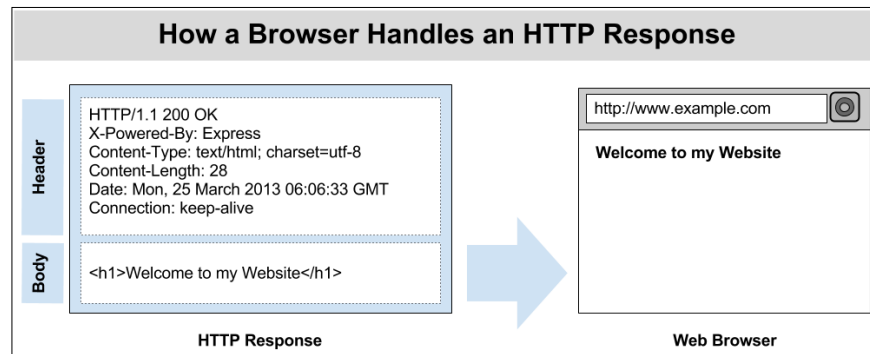 How a Browser Handles an HTTP Response
Header
HTTP/1.1 200 OK
X-Powered-By: Express
Content-Type: text/html; charset=utf-8
Content-Length: 28
Date: Mon, 25 March 2013 06:06:33 GMT
Connection: keep-alive
Body
<h1>Welcome to my Website</h1>
HTTP Response
http://www.example.com
Welcome to my Website
Web Browser